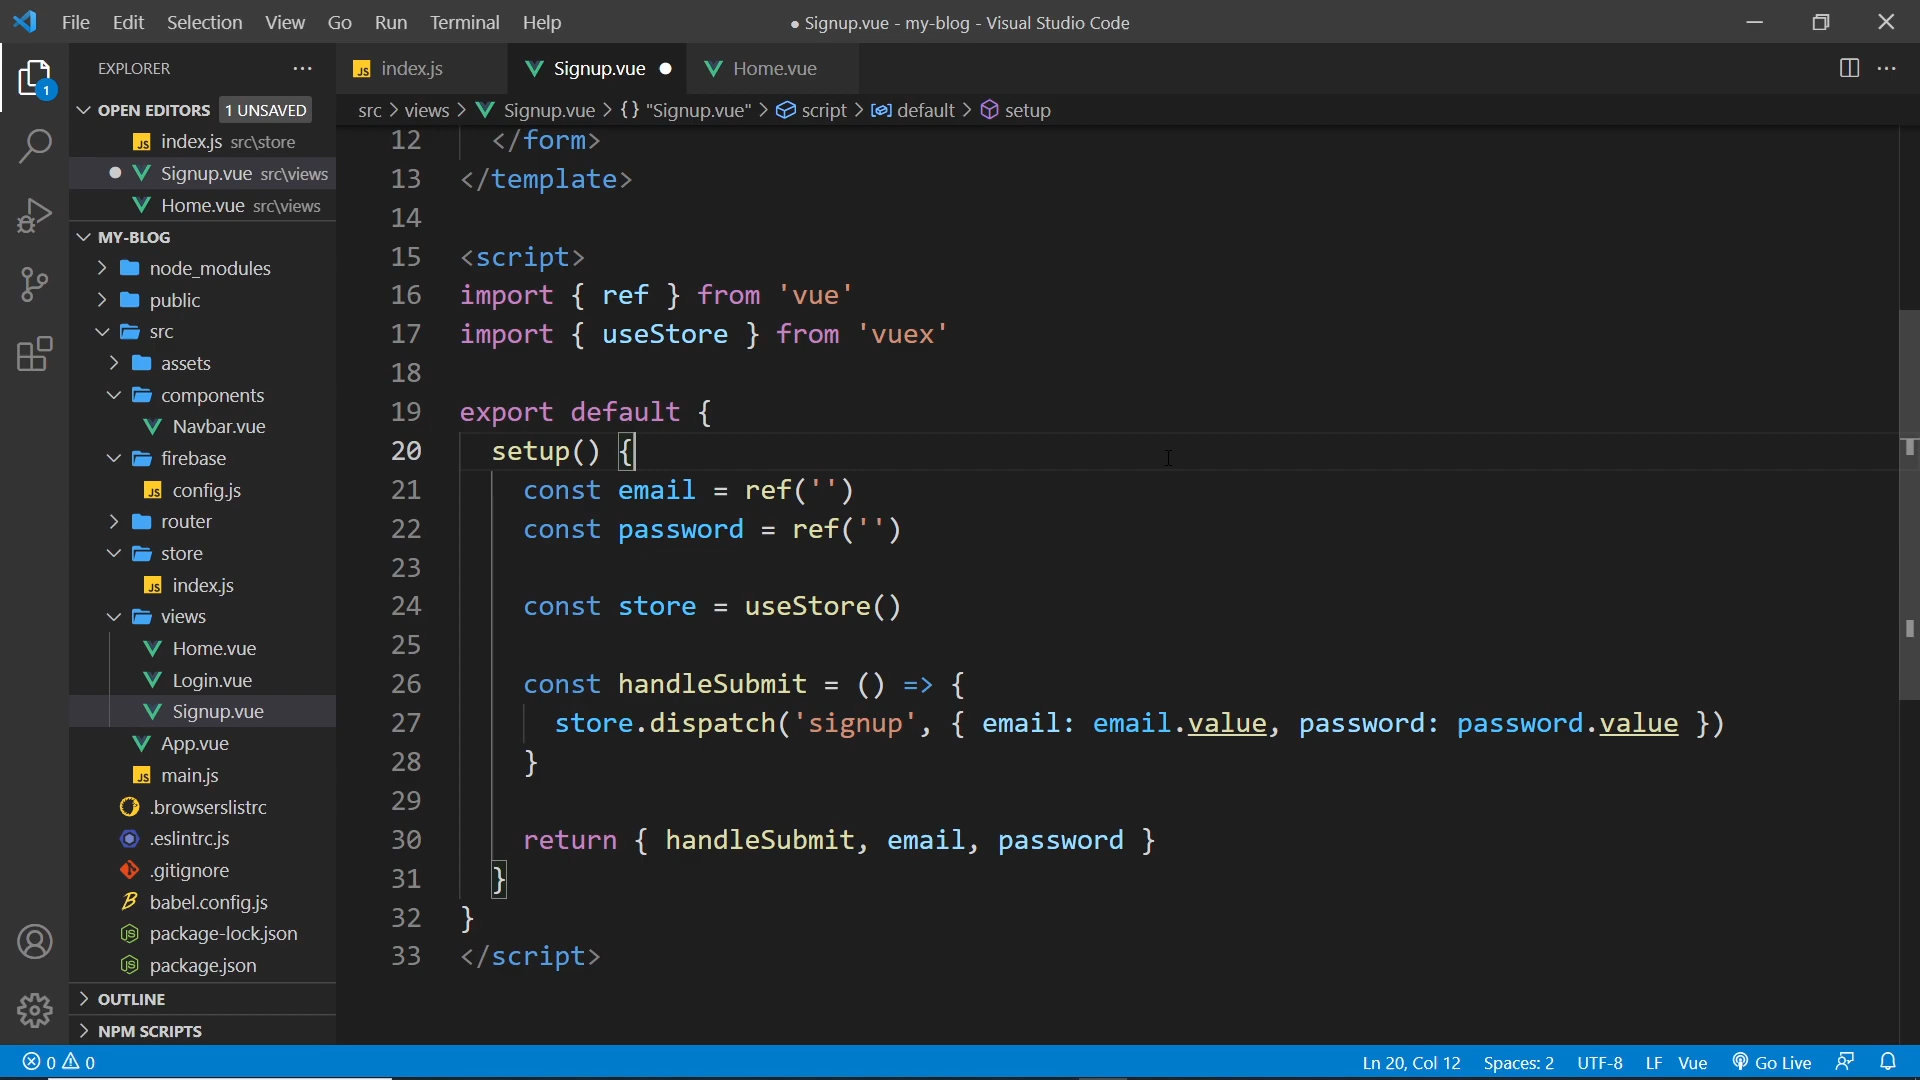 File Edit Selection View Go Run Terminal Help
● Signup.vue - my-blog - Visual Studio Code
1
EXPLORER
OPEN EDITORS 1 UNSAVED
JS index.js src\store
Signup.vue src\views
Home.vue src\views
MY-BLOG
node_modules
public
src
assets
components
Navbar.vue
firebase
JS config.js
router
store
JS index.js
views
Home.vue
Login.vue
Signup.vue
App.vue
JS main.js
.browserslistrc
.eslintrc.js
.gitignore
babel.config.js
package-lock.json
package.json
OUTLINE
NPM SCRIPTS
JS index.js
Signup.vue ●
Home.vue
src > views > Signup.vue > {} "Signup.vue" > script > default > setup
12 </form>
13 </template>
14
15 <script>
16 import { ref } from 'vue'
17 import { useStore } from 'vuex'
18
19 export default {
20 setup() {
21 const email = ref('')
22 const password = ref('')
23
24 const store = useStore()
25
26 const handleSubmit = () => {
27 store.dispatch('signup', { email: email.value, password: password.value })
28 }
29
30 return { handleSubmit, email, password }
31 }
32 }
33 </script>
0 0
Ln 20, Col 12 Spaces: 2 UTF-8 LF Vue Go Live